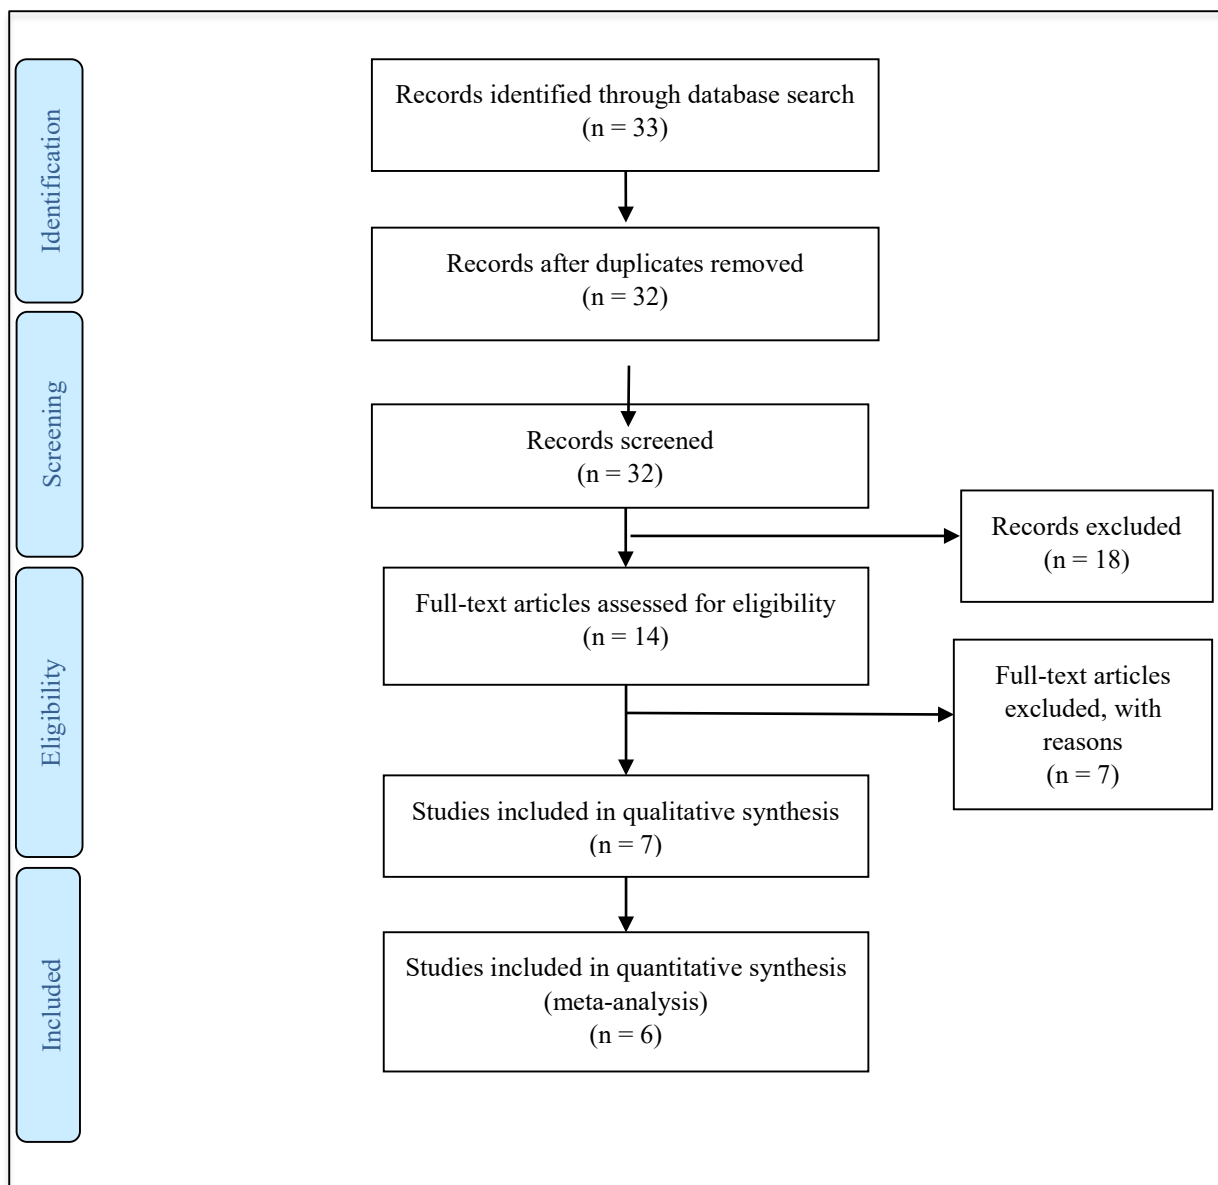 Identification
Records identified through database search
(n = 33)
Records after duplicates removed
(n = 32)
Screening
Records screened
(n = 32)
Records excluded
(n = 18)
Eligibility
Full-text articles assessed for eligibility
(n = 14)
Full-text articles
excluded, with
reasons
(n = 7)
Studies included in qualitative synthesis
(n = 7)
Included
Studies included in quantitative synthesis
(meta-analysis)
(n = 6)